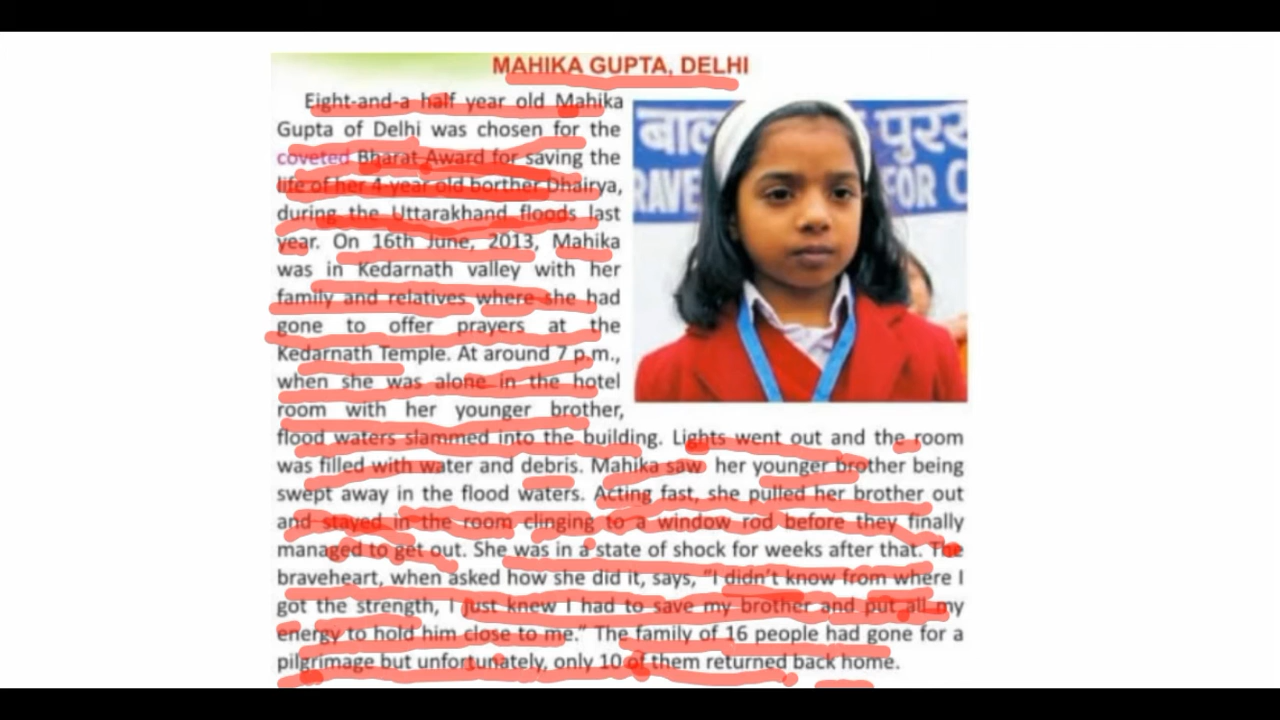 MAHIKA GUPTA, DELHI
Eight-and-a half year old Mahika
Gupta of Delhi was chosen for the
coveted Bharat Award for saving the
life of her 4-year old borther Dhairya,
during the Uttarakhand floods last
year. On 16th June, 2013, Mahika
was in Kedarnath valley with her
family and relatives where she had
gone to offer prayers at the
Kedarnath Temple. At around 7 p.m.,
when she was alone in the hotel
room with her younger brother,
flood waters slammed into the building. Lights went out and the room
was filled with water and debris. Mahika saw her younger brother being
swept away in the flood waters. Acting fast, she pulled her brother out
and stayed in the room clinging to a window rod before they finally
managed to get out. She was in a state of shock for weeks after that. The
braveheart, when asked how she did it, says, "I didn't know from where I
got the strength, I just knew I had to save my brother and put all my
energy to hold him close to me." The family of 16 people had gone for a
pilgrimage but unfortunately, only 10 of them returned back home.
बाल पुरस्
RAVE FOR C